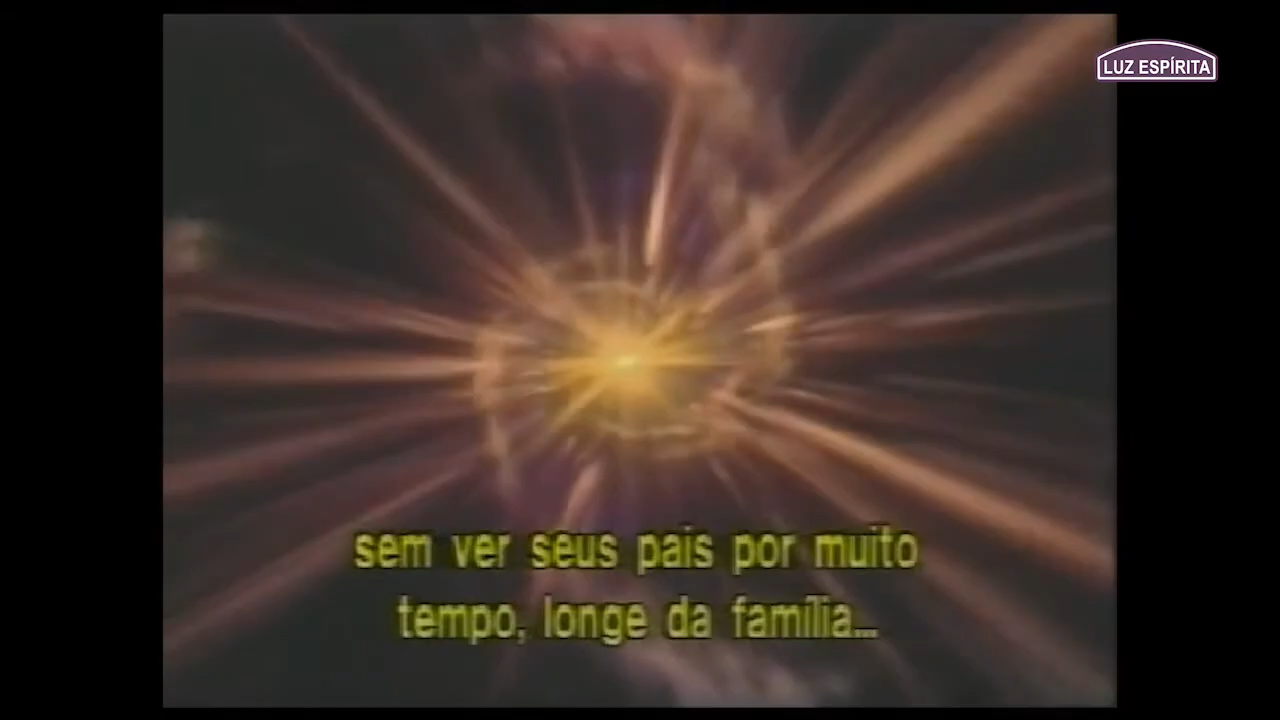 LUZ ESPÍRITA
sem ver seus pais por muito
tempo, longe da família...